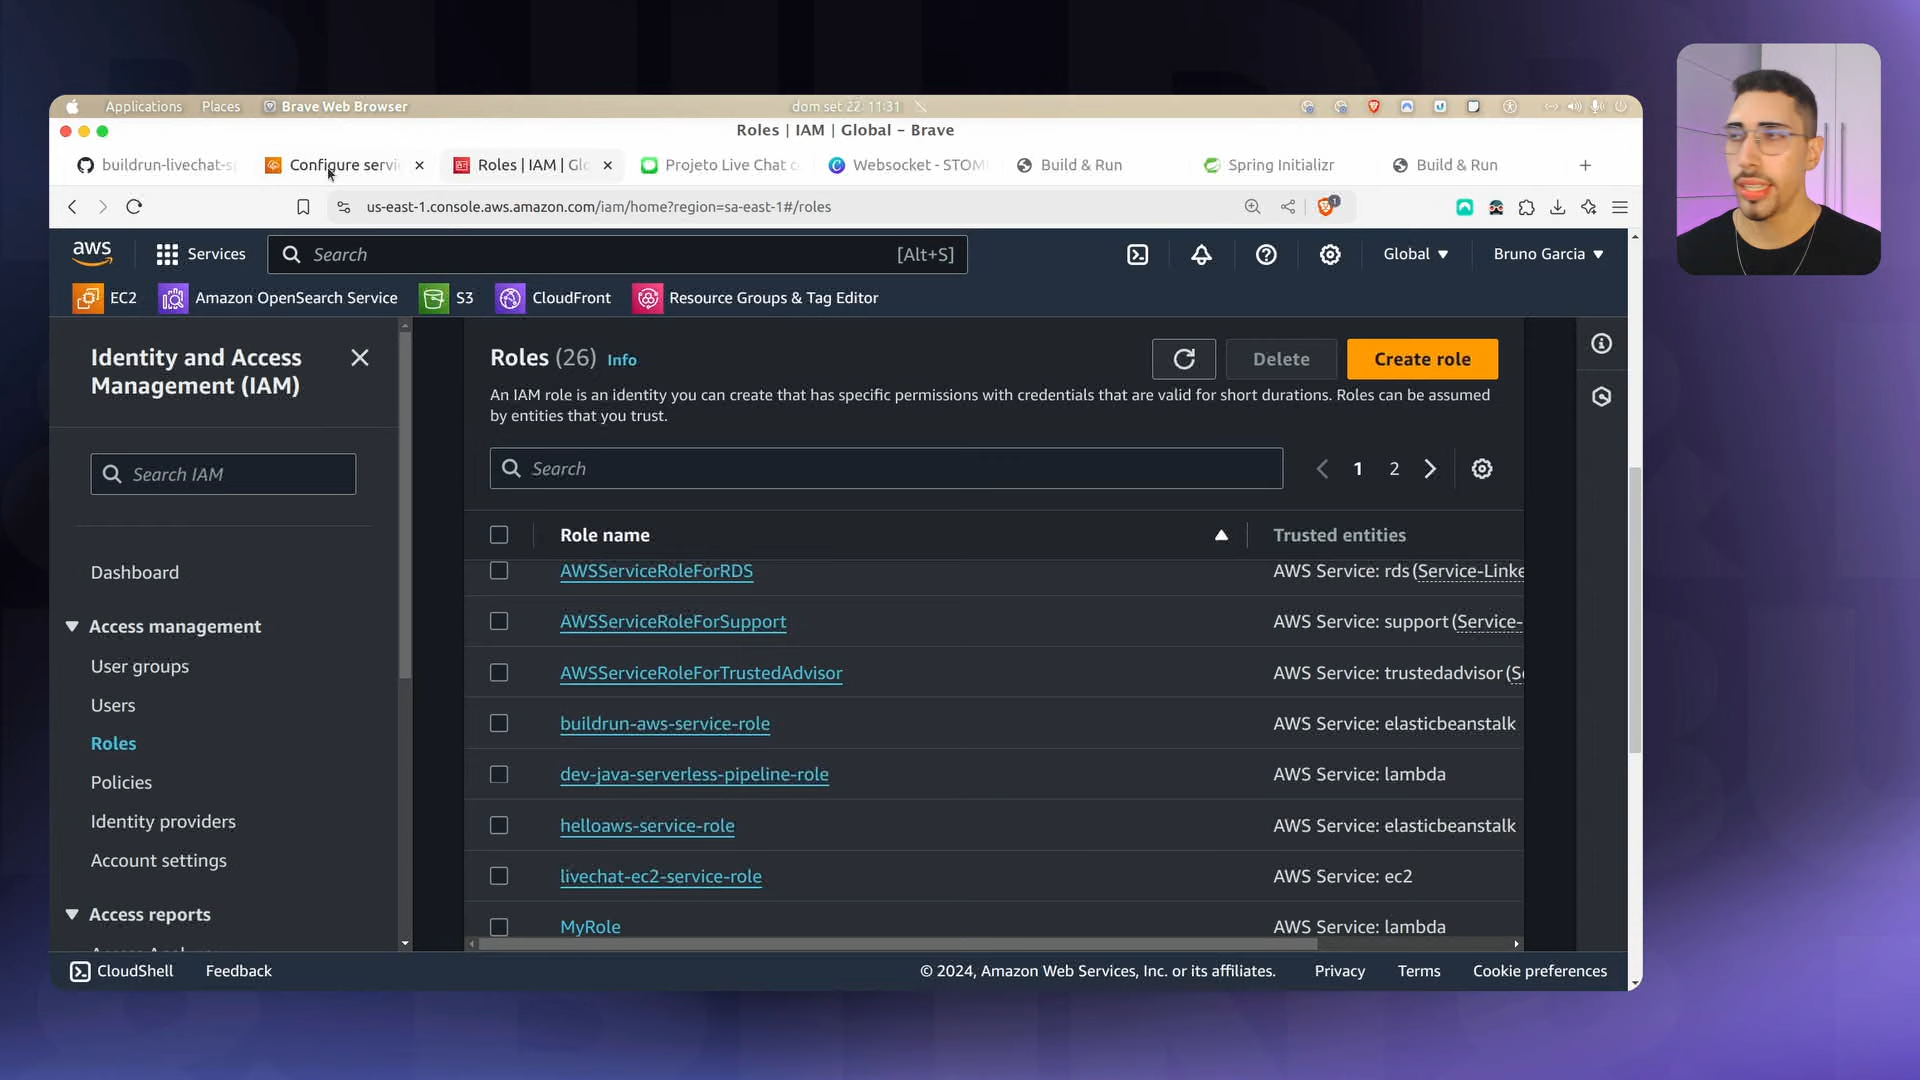 Applications Places Brave Web Browser dom set 22 11:31
Roles | IAM | Global - Brave
buildrun-livechat-s
Configure servi
Roles | IAM | Glo
Projeto Live Chat c
Websocket - STOM
Build & Run
Spring Initializr
Build & Run
us-east-1.console.aws.amazon.com/iam/home?region=sa-east-1#/roles
1
aws Services Search [Alt+S] Global Bruno Garcia
EC2 Amazon OpenSearch Service S3 CloudFront Resource Groups & Tag Editor
Identity and Access
Management (IAM)
Search IAM
Dashboard
Access management
User groups
Users
Roles
Policies
Identity providers
Account settings
Access reports
Roles (26) Info
Delete
Create role
An IAM role is an identity you can create that has specific permissions with credentials that are valid for short durations. Roles can be assumed
by entities that you trust.
Search
1 2
Role name Trusted entities
AWSServiceRoleForRDS AWS Service: rds (Service-Linke
AWSServiceRoleForSupport AWS Service: support (Service-
AWSServiceRoleForTrustedAdvisor AWS Service: trustedadvisor (Se
buildrun-aws-service-role AWS Service: elasticbeanstalk
dev-java-serverless-pipeline-role AWS Service: lambda
helloaws-service-role AWS Service: elasticbeanstalk
livechat-ec2-service-role AWS Service: ec2
MyRole AWS Service: lambda
CloudShell Feedback © 2024, Amazon Web Services, Inc. or its affiliates. Privacy Terms Cookie preferences